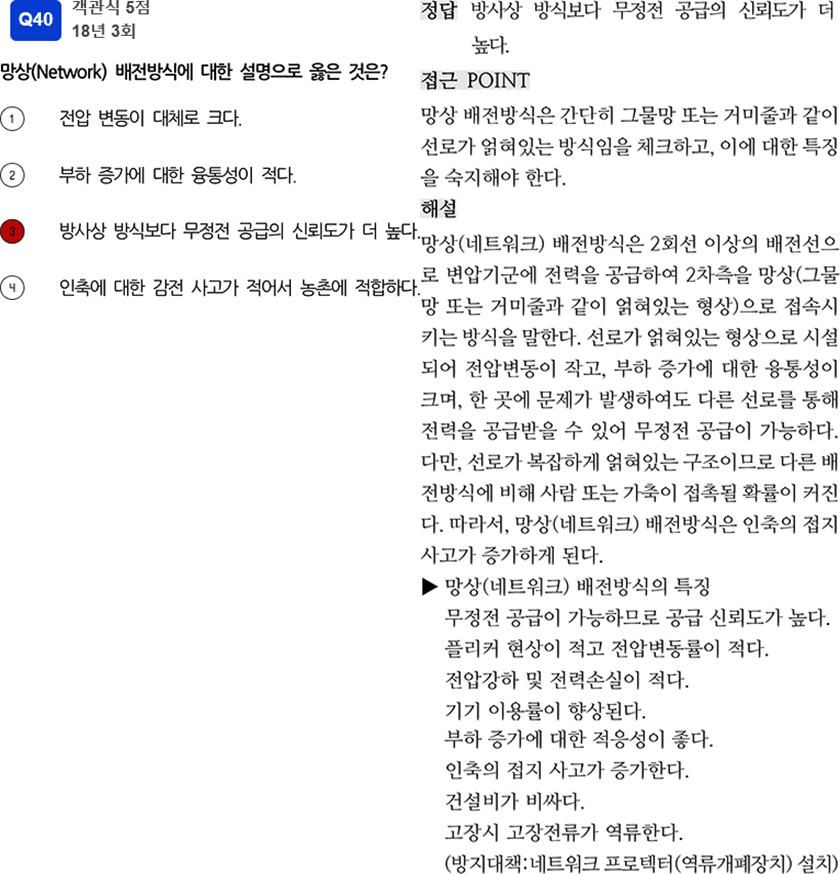 Q40
객관식 5점
18년 3회
망상(Network) 배전방식에 대한 설명으로 옳은 것은?
1 전압 변동이 대체로 크다.
2 부하 증가에 대한 융통성이 적다.
3 방사상 방식보다 무정전 공급의 신뢰도가 더 높다.
4 인축에 대한 감전 사고가 적어서 농촌에 적합하다.
정답 방사상 방식보다 무정전 공급의 신뢰도가 더
높다.
접근 POINT
망상 배전방식은 간단히 그물망 또는 거미줄과 같이
선로가 얽혀있는 방식임을 체크하고, 이에 대한 특징
을 숙지해야 한다.
해설
망상(네트워크) 배전방식은 2회선 이상의 배전선으
로 변압기군에 전력을 공급하여 2차측을 망상(그물
망 또는 거미줄과 같이 얽혀있는 형상)으로 접속시
키는 방식을 말한다. 선로가 얽혀있는 형상으로 시설
되어 전압변동이 작고, 부하 증가에 대한 융통성이
크며, 한 곳에 문제가 발생하여도 다른 선로를 통해
전력을 공급받을 수 있어 무정전 공급이 가능하다.
다만, 선로가 복잡하게 얽혀있는 구조이므로 다른 배
전방식에 비해 사람 또는 가축이 접촉될 확률이 커진
다. 따라서, 망상(네트워크) 배전방식은 인축의 접지
사고가 증가하게 된다.
▶ 망상(네트워크) 배전방식의 특징
무정전 공급이 가능하므로 공급 신뢰도가 높다.
플리커 현상이 적고 전압변동률이 적다.
전압강하 및 전력손실이 적다.
기기 이용률이 향상된다.
부하 증가에 대한 적응성이 좋다.
인축의 접지 사고가 증가한다.
건설비가 비싸다.
고장시 고장전류가 역류한다.
(방지대책:네트워크 프로텍터(역류개폐장치) 설치)